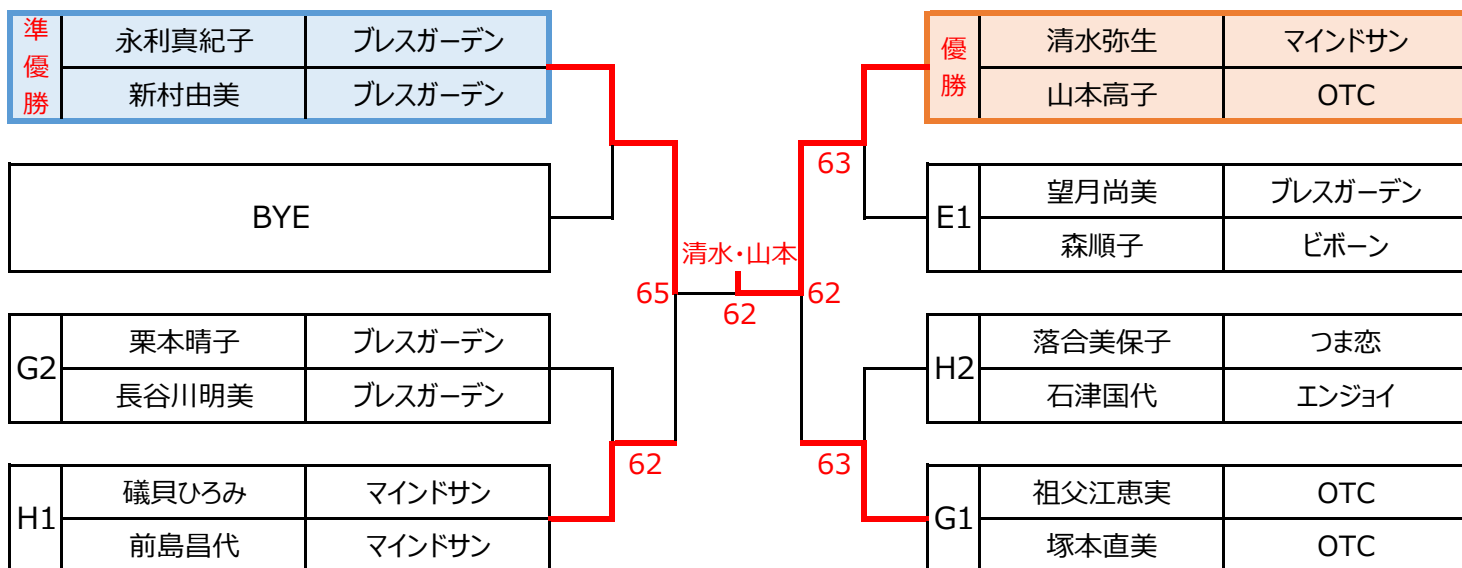 準優勝 永利真紀子 ブレスガーデン
新村由美 ブレスガーデン
BYE
G2 栗本晴子 ブレスガーデン
長谷川明美 ブレスガーデン
H1 礒貝ひろみ マインドサン
前島昌代 マインドサン
65
62
清水・山本
62
63
62
63
優勝 清水弥生 マインドサン
山本高子 OTC
E1 望月尚美 ブレスガーデン
森順子 ビボーン
H2 落合美保子 つま恋
石津国代 エンジョイ
G1 祖父江恵実 OTC
塚本直美 OTC